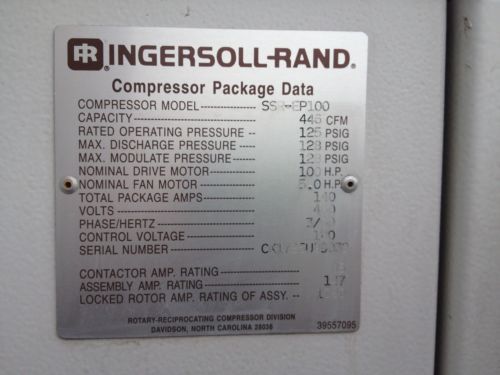 IR INGERSOLL-RAND®
Compressor Package Data
COMPRESSOR MODEL SSR-EP100
CAPACITY 446 CFM
RATED OPERATING PRESSURE -- 125 PSIG
MAX. DISCHARGE PRESSURE 128 PSIG
MAX. MODULATE PRESSURE PSIG
NOMINAL DRIVE MOTOR 100 H.P.
NOMINAL FAN MOTOR H.P.
TOTAL PACKAGE AMPS 140
VOLTS
PHASE/HERTZ
CONTROL VOLTAGE
SERIAL NUMBER
CONTACTOR AMP. RATING
ASSEMBLY AMP. RATING
LOCKED ROTOR AMP. RATING OF ASSY. --
ROTARY-RECIPROCATING COMPRESSOR DIVISION
DAVIDSON, NORTH CAROLINA 28036
39557095